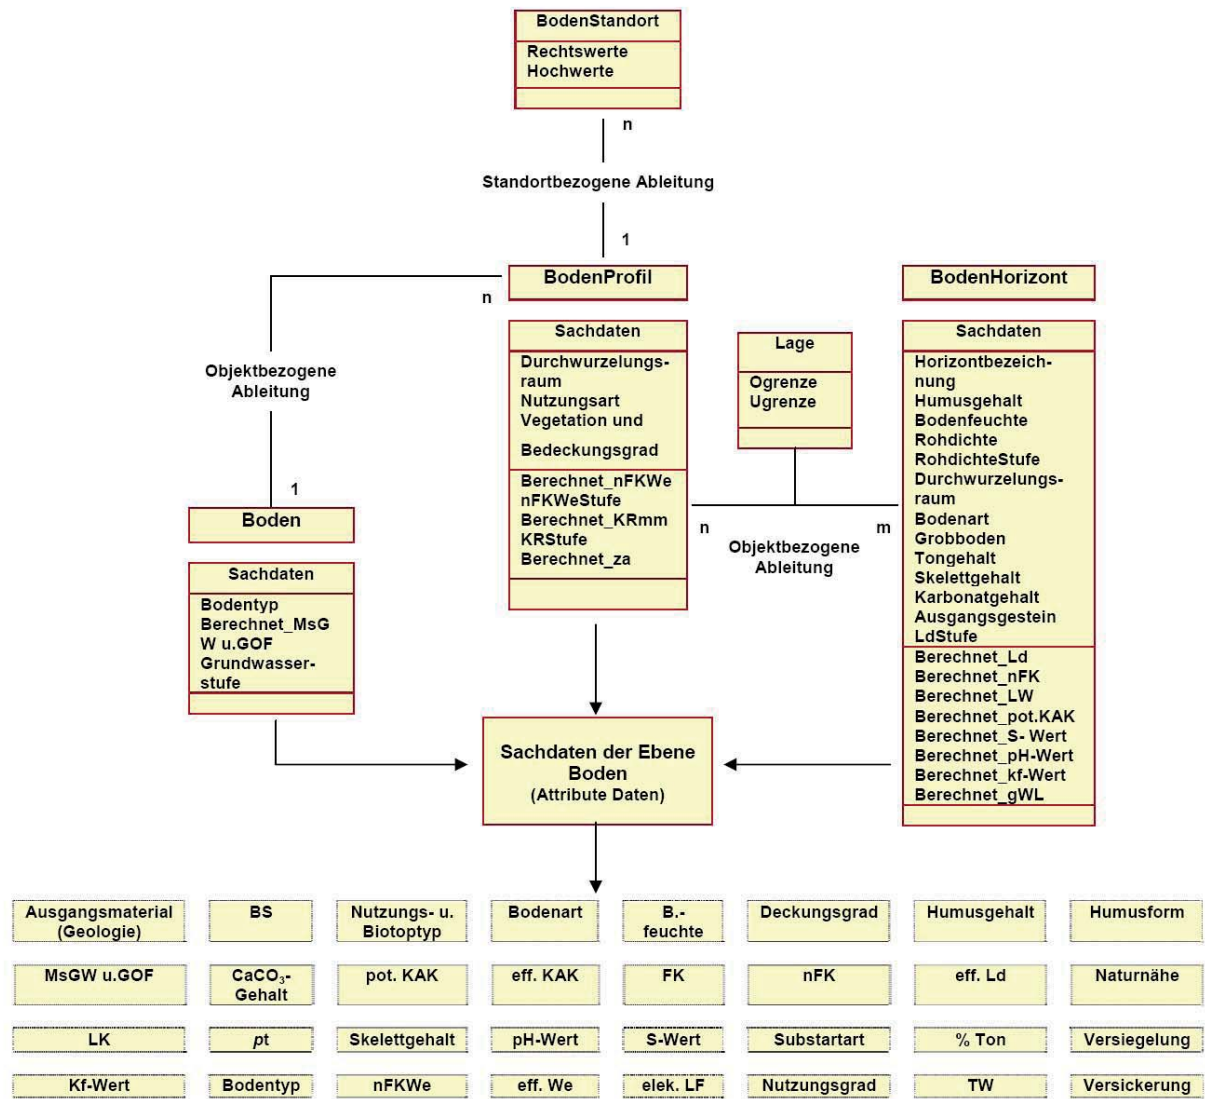 BodenStandort
Rechtswerte
Hochwerte
n
Standortbezogene Ableitung
1
BodenProfil
n
BodenHorizont
Objektbezogene
Ableitung
1
Boden
Sachdaten
Bodentyp
Berechnet_MsG
W u.GOF
Grundwasser-
stufe
Sachdaten
Durchwurzelungs-
raum
Nutzungsart
Vegetation und
Bedeckungsgrad
Berechnet_nFKWe
nFKWeStufe
Berechnet_KRmm
KRStufe
Berechnet_za
Lage
Ogrenze
Ugrenze
n
m
Objektbezogene
Ableitung
Sachdaten
Horizontbezeich-
nung
Humusgehalt
Bodenfeuchte
Rohdichte
RohdichteStufe
Durchwurzelungs-
raum
Bodenart
Grobboden
Tongehalt
Skelettgehalt
Karbonatgehalt
Ausgangsgestein
LdStufe
Berechnet_Ld
Berechnet_nFK
Berechnet_LW
Berechnet_pot.KAK
Berechnet_S- Wert
Berechnet_pH-Wert
Berechnet_kf-Wert
Berechnet_gWL
Sachdaten der Ebene
Boden
(Attribute Daten)
Ausgangsmaterial
(Geologie)
BS
Nutzungs- u.
Biotoptyp
Bodenart
B.-
feuchte
Deckungsgrad
Humusgehalt
Humusform
MsGW u.GOF
CaCO₃-
Gehalt
pot. KAK
eff. KAK
FK
nFK
eff. Ld
Naturnähe
LK
pt
Skelettgehalt
pH-Wert
S-Wert
Substartart
% Ton
Versiegelung
Kf-Wert
Bodentyp
nFKWe
eff. We
elek. LF
Nutzungsgrad
TW
Versickerung